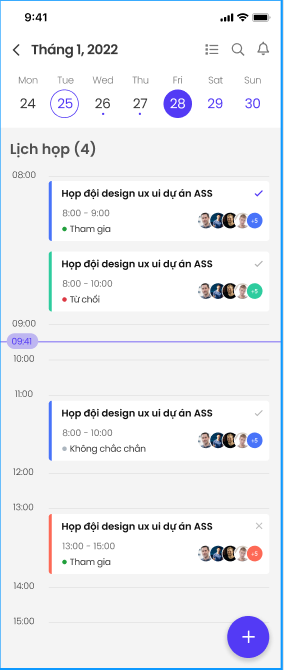 9:41
Tháng 1, 2022
Mon Tue Wed Thu Fri Sat Sun
24 25 26 27 28 29 30
Lịch họp (4)
08:00
Họp đội design ux ui dự án ASS
8:00 - 9:00
Tham gia
+5
Họp đội design ux ui dự án ASS
8:00 - 10:00
Từ chối
+5
09:00
09:41
10:00
11:00
Họp đội design ux ui dự án ASS
8:00 - 10:00
Không chắc chắn
+5
12:00
13:00
Họp đội design ux ui dự án ASS
13:00 - 15:00
Tham gia
+5
14:00
15:00